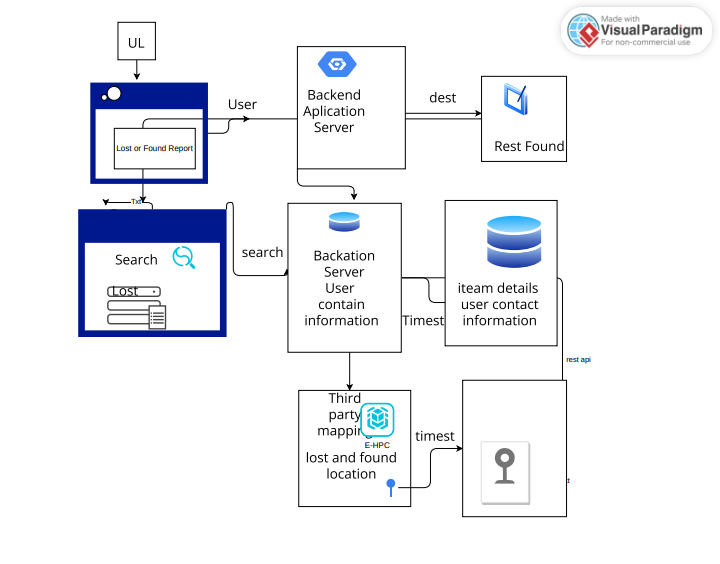 Made with
VisualParadigm
For non-commercial use
UL
User
Backend
Aplication
Server
dest
Rest Found
Lost or Found Report
Txt
Search
Lost
search
Backation
Server
User
contain
information
Timest
iteam details
user contact
information
rest api
Third
party
mapping
E-HPC
lost and found
location
timest